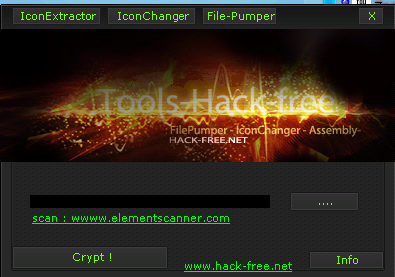 IconExtractor IconChanger File-Pumper X
Tools-Hack-free
FilePumper - IconChanger - Assembly-
HACK-FREE.NET
....
scan : wwww.elementscanner.com
Crypt !
www.hack-free.net
Info